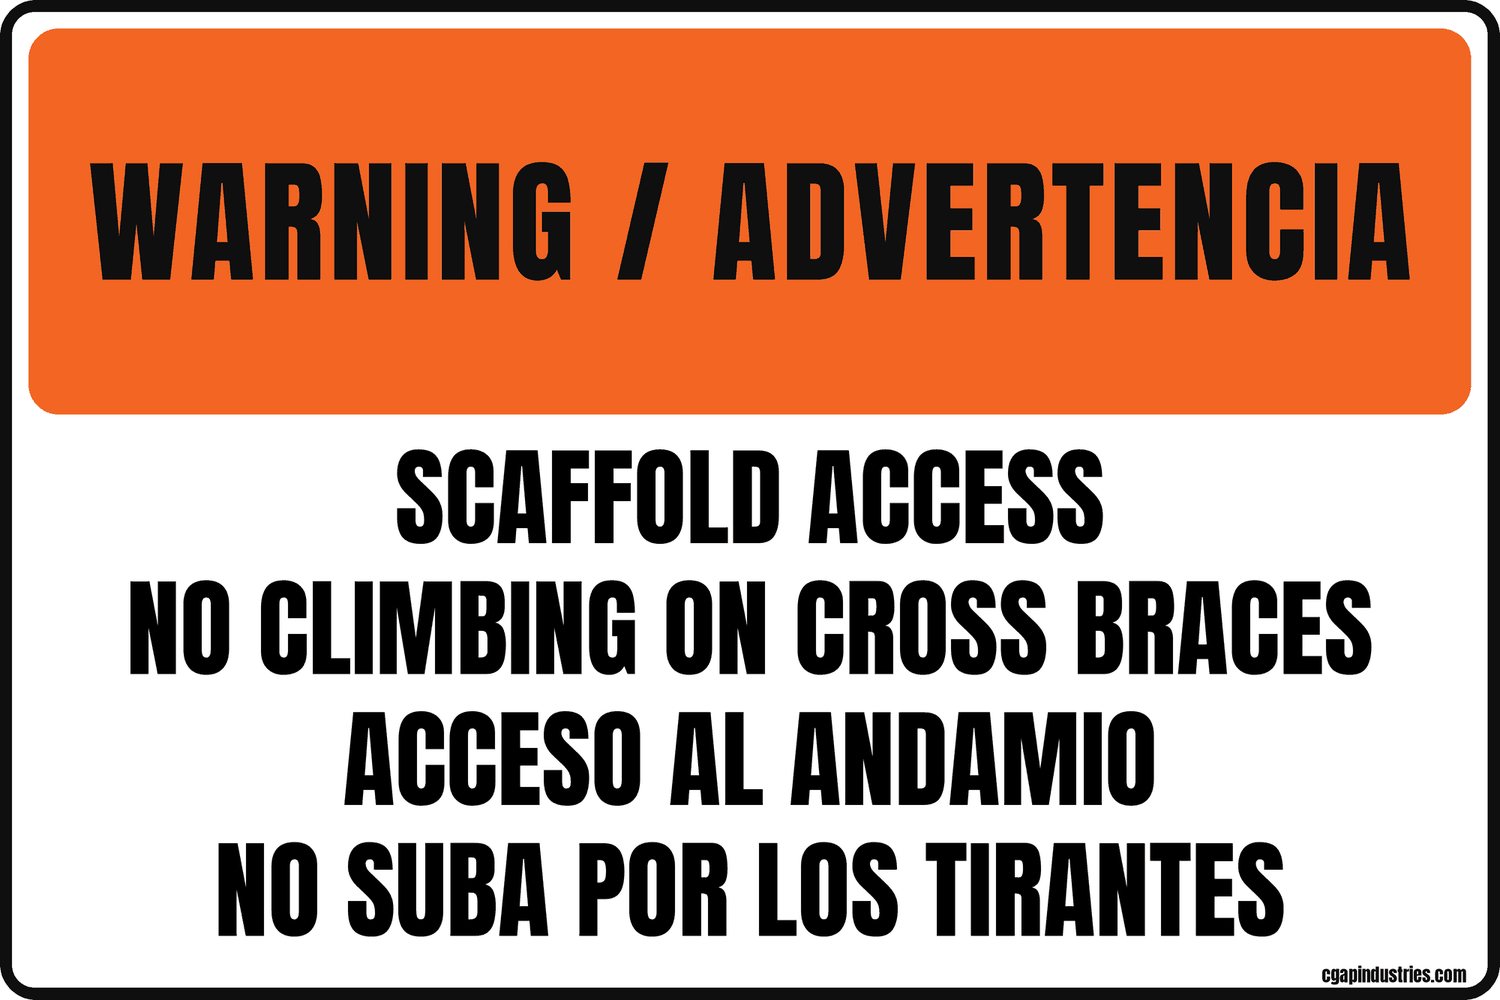 WARNING / ADVERTENCIA
SCAFFOLD ACCESS
NO CLIMBING ON CROSS BRACES
ACCESO AL ANDAMIO
NO SUBA POR LOS TIRANTES
cgapindustries.com